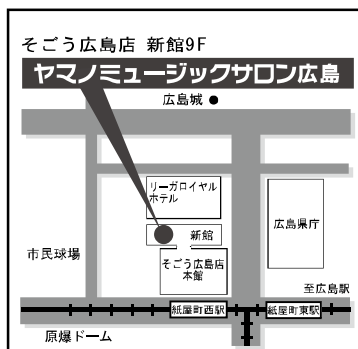 そごう広島店 新館9F
ヤマノミュージックサロン広島
広島城
リーガロイヤル
ホテル
新館
広島県庁
市民球場
そごう広島店
本館
至広島駅
紙屋町西駅
紙屋町東駅
原爆ドーム